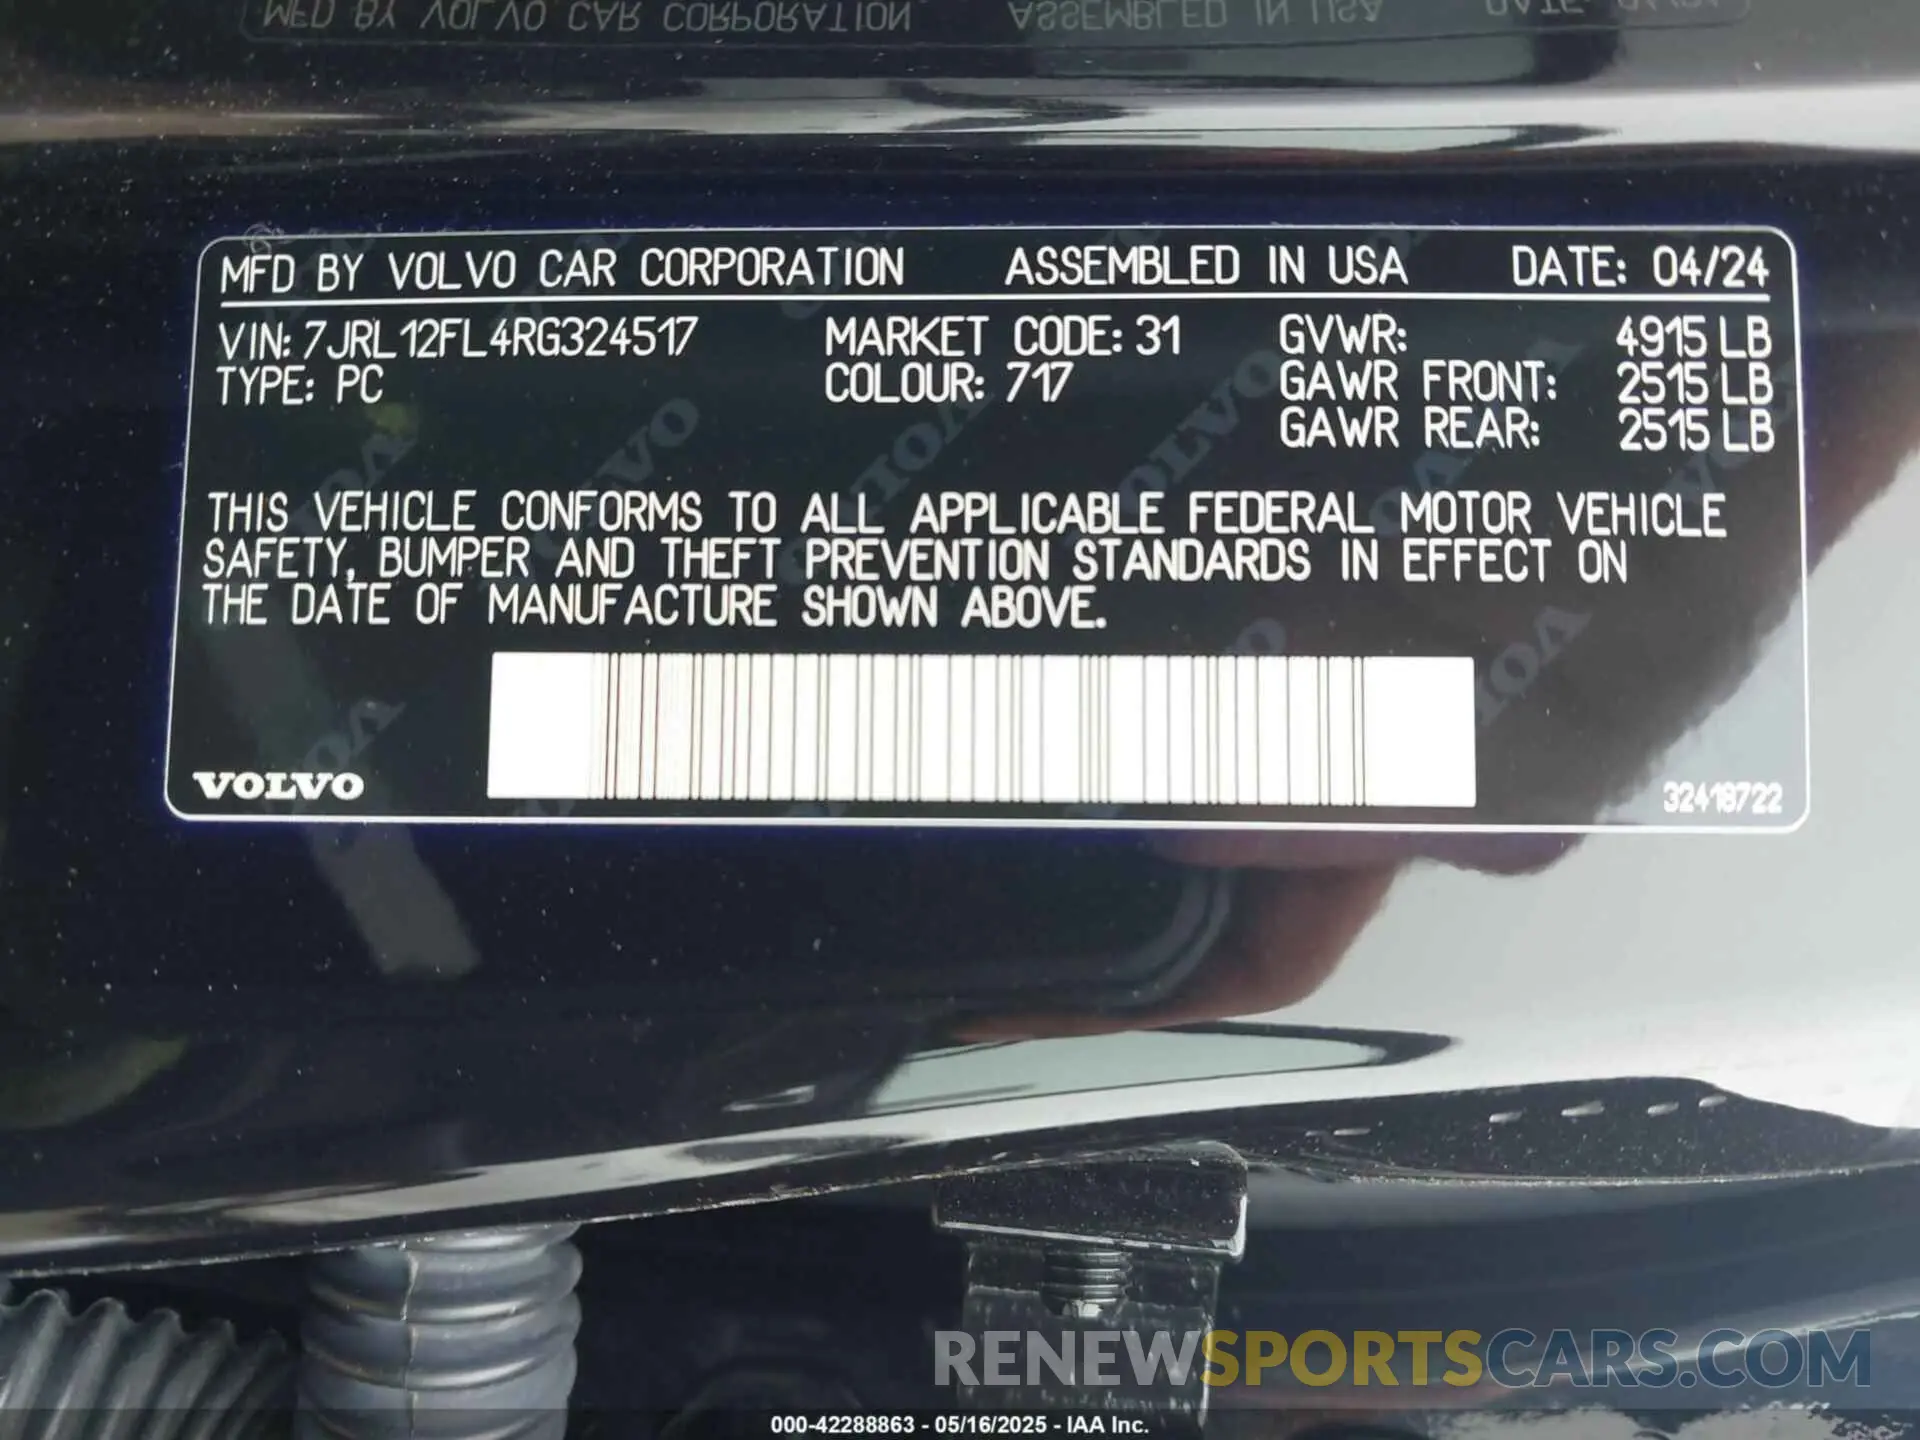 MFD BY VOLVO CAR CORPORATION ASSEMBLED IN USA DATE: 04/24
VIN: 7JRL12FL4RG324517 MARKET CODE: 31 GVWR: 4915 LB
TYPE: PC COLOUR: 717 GAWR FRONT: 2515 LB
GAWR REAR: 2515 LB
THIS VEHICLE CONFORMS TO ALL APPLICABLE FEDERAL MOTOR VEHICLE
SAFETY, BUMPER AND THEFT PREVENTION STANDARDS IN EFFECT ON
THE DATE OF MANUFACTURE SHOWN ABOVE.
VOLVO
32418722
RENEWSPORTSCARS.COM
000-42288863 - 05/16/2025 - IAA Inc.